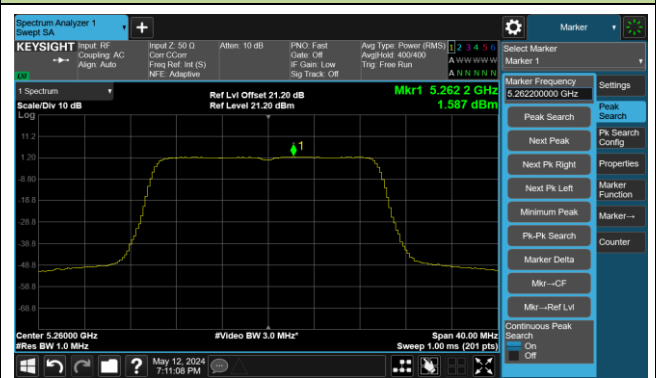 Spectrum Analyzer 1
Swept SA
+
Marker
KEYSIGHT
Input: RF
Coupling: AC
Align: Auto
Input Z: 50 Ω
Corr CCorr
Freq Ref: Int (S)
NFE: Adaptive
Atten: 10 dB
PNO: Fast
Gate: Off
IF Gain: Low
Sig Track: Off
Avg Type: Power (RMS)
Avg|Hold: 400/400
Trig: Free Run
1 2 3 4 5 6
A W W W W W
A N N N N N
LXI
Select Marker
Marker 1
1 Spectrum
Scale/Div 10 dB
Log
Ref Lvl Offset 21.20 dB
Ref Level 21.20 dBm
Mkr1 5.262 2 GHz
1.587 dBm
11.2
1.20
-8.80
-18.8
-28.8
-38.8
-48.8
-58.8
-68.8
1
Center 5.26000 GHz
#Res BW 1.0 MHz
#Video BW 3.0 MHz*
Span 40.00 MHz
Sweep 1.00 ms (201 pts)
Marker Frequency
5.262200000 GHz
Peak Search
Next Peak
Next Pk Right
Next Pk Left
Minimum Peak
Pk-Pk Search
Marker Delta
Mkr→CF
Mkr→Ref Lvl
Continuous Peak
Search
On
Off
Settings
Peak
Search
Pk Search
Config
Properties
Marker
Function
Marker→
Counter
?
May 12, 2024
7:11:08 PM